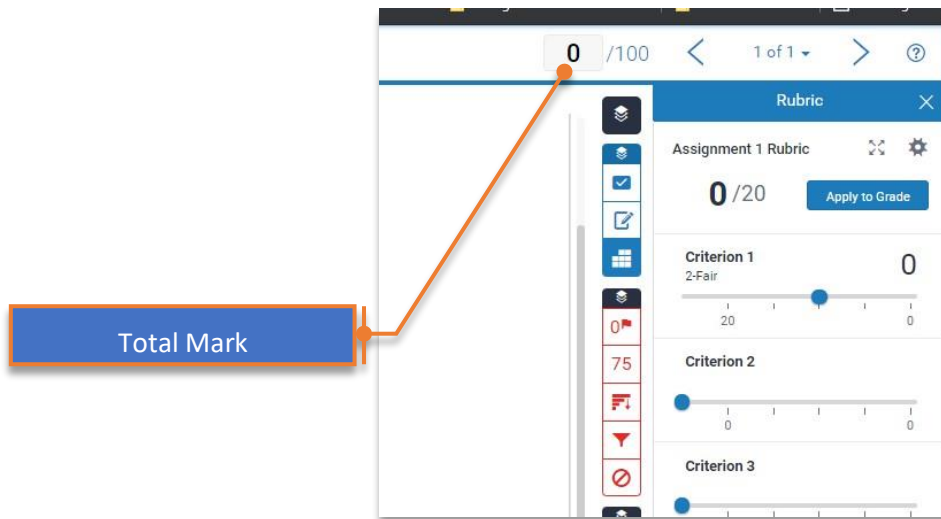 0 /100 1 of 1
Rubric
Assignment 1 Rubric
0 /20 Apply to Grade
Criterion 1
2-Fair
0
20 0
0
75
Total Mark
Criterion 2
0 0
Criterion 3